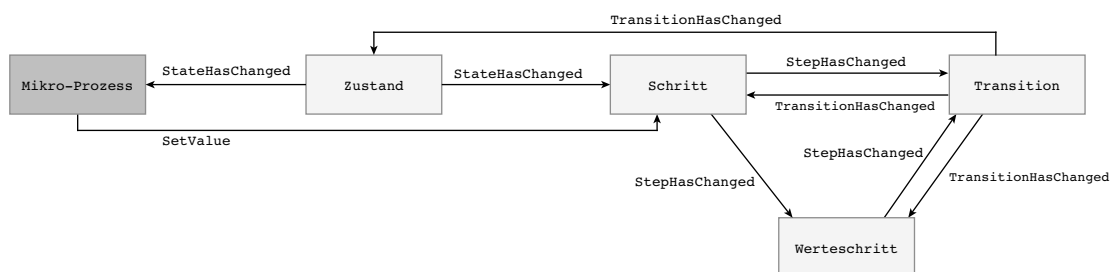 TransitionHasChanged
StateHasChanged
StateHasChanged
StepHasChanged
Mikro-Prozess
Zustand
Schritt
Transition
TransitionHasChanged
SetValue
StepHasChanged
StepHasChanged
TransitionHasChanged
Werteschritt